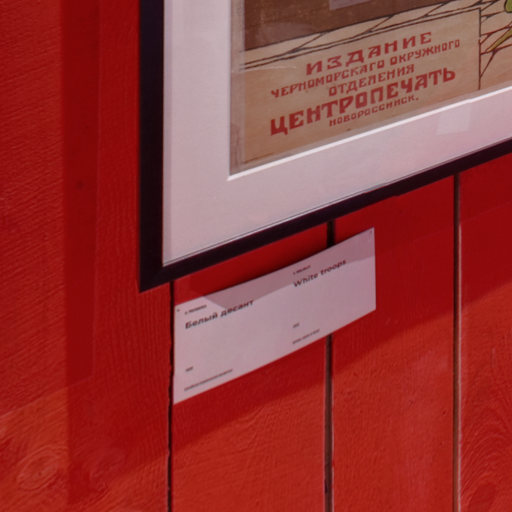 ИЗДАНИЕ
ЧЕРНОМОРСКАГО ОКРУЖНОГО
ОТДЕЛЕНИЯ
ЦЕНТРОПЕЧАТЬ
НОВОРОССИЙСК.
Белый десант
White troops